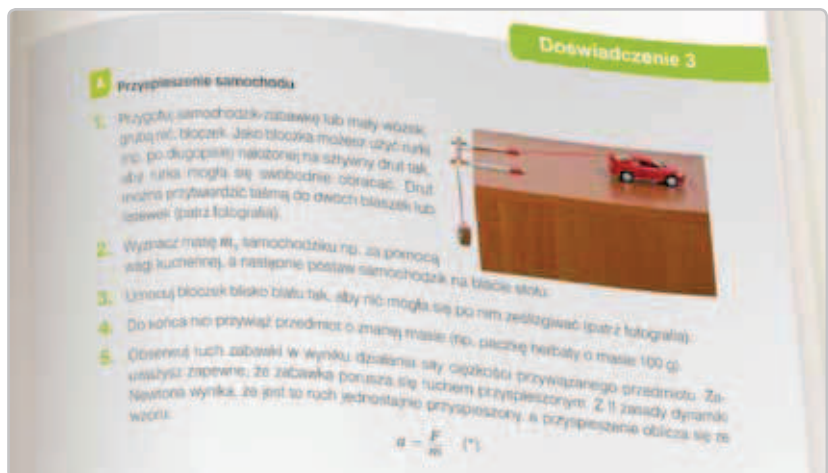 Doświadczenie 3
A Przyspieszenie samochodu
1. Przygotuj samochodzik-zabawkę lub mały wózek,
grubą nić, bloczek. Jako bloczka możesz użyć rurki
(np. po długopisie) nałożonej na sztywny drut tak,
aby rurka mogła się swobodnie obracać. Drut
można przytwierdzić taśmą do dwóch blaszek lub
(patrz fotografia).
2. Wyznacz masę samochodziku np. za pomocą
wagi kuchennej, a następnie postaw samochodzik na blacie stołu.
3. Umocuj bloczek blisko blatu tak, aby nić mogła się po nim ześlizgiwać (patrz fotografia).
4. Do końca nici przywiąż przedmiot o znanej masie (np. paczkę herbaty o masie 100 g).
5. Obserwuj ruch zabawki w wyniku działania siły ciężkości przywiązanego przedmiotu. Za-
uważysz zapewne, że zabawka porusza się ruchem przyspieszonym. Z II zasady dynamiki
Newtona wynika, że jest to ruch jednostajnie przyspieszony, a przyspieszenie oblicza się ze
wzoru:
a = F/m (*)